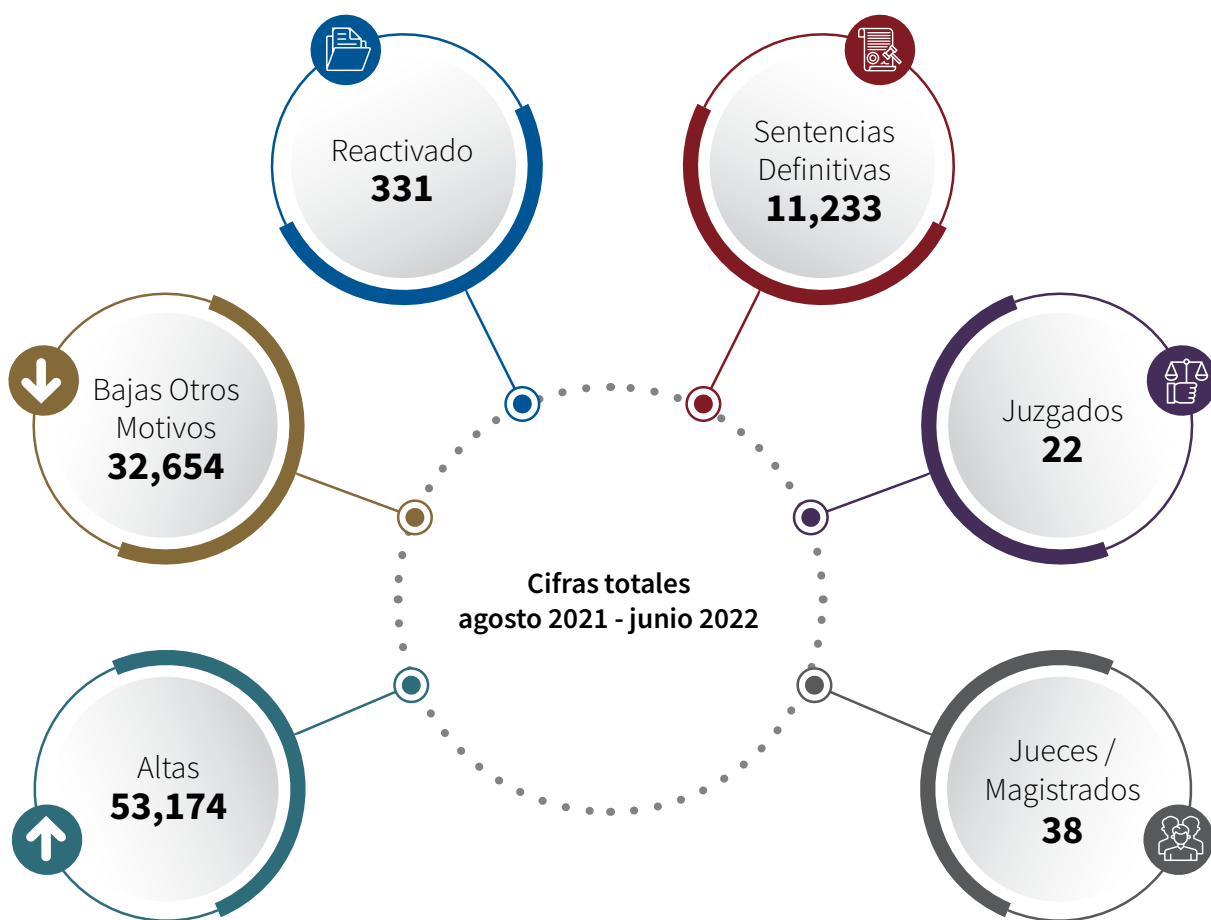 Reactivado
331
Sentencias
Definitivas
11,233
Bajas Otros
Motivos
32,654
Juzgados
22
Cifras totales
agosto 2021 - junio 2022
Altas
53,174
Jueces /
Magistrados
38